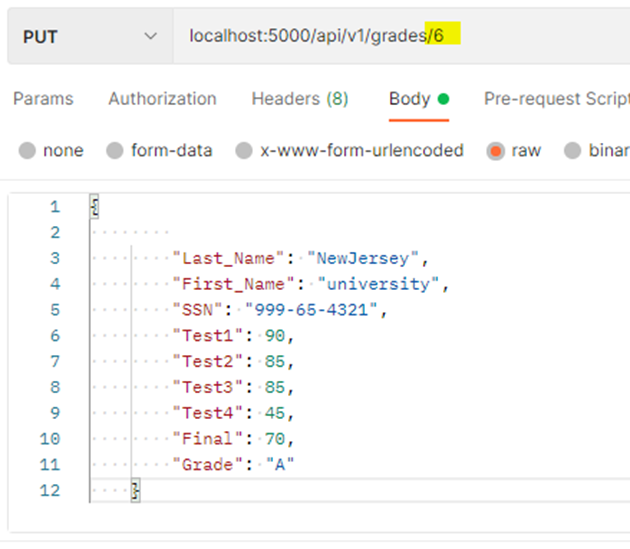 PUT localhost:5000/api/v1/grades/6
Params Authorization Headers (8) Body Pre-request Script
none form-data x-www-form-urlencoded raw binar
1 {
2
3 "Last_Name": "NewJersey",
4 "First_Name": "university",
5 "SSN": "999-65-4321",
6 "Test1": 90,
7 "Test2": 85,
8 "Test3": 85,
9 "Test4": 45,
10 "Final": 70,
11 "Grade": "A"
12 }